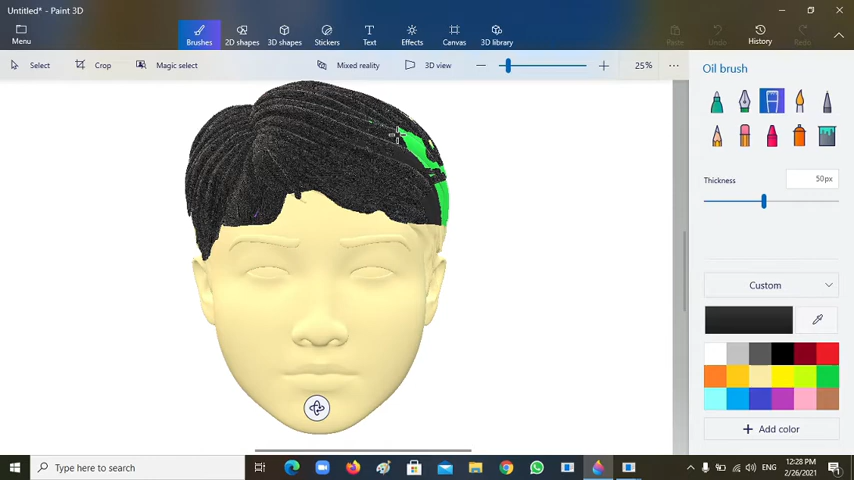 Untitled* - Paint 3D
Menu
Brushes
2D shapes
3D shapes
Stickers
Text
Effects
Canvas
3D library
Paste
Undo
History
Redo
Select
Crop
Magic select
Mixed reality
3D view
25%
Oil brush
Thickness
50px
Custom
Add color
Type here to search
ENG
12:28 PM
2/26/2021